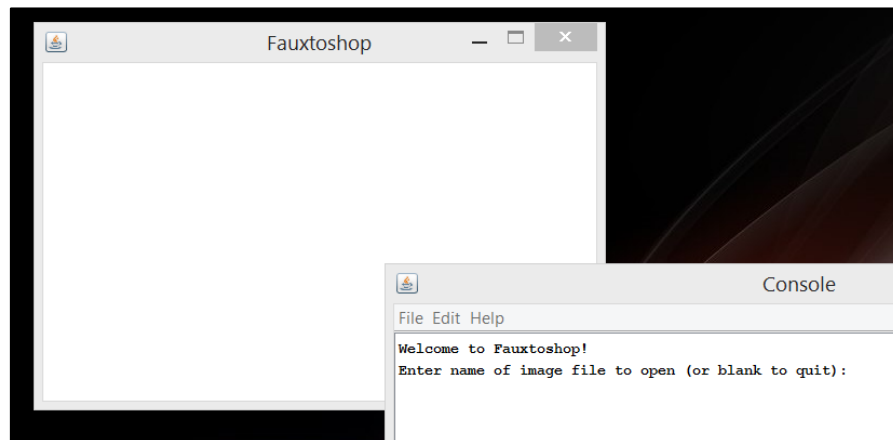 Fauxtoshop
Console
File Edit Help
Welcome to Fauxtoshop!
Enter name of image file to open (or blank to quit):